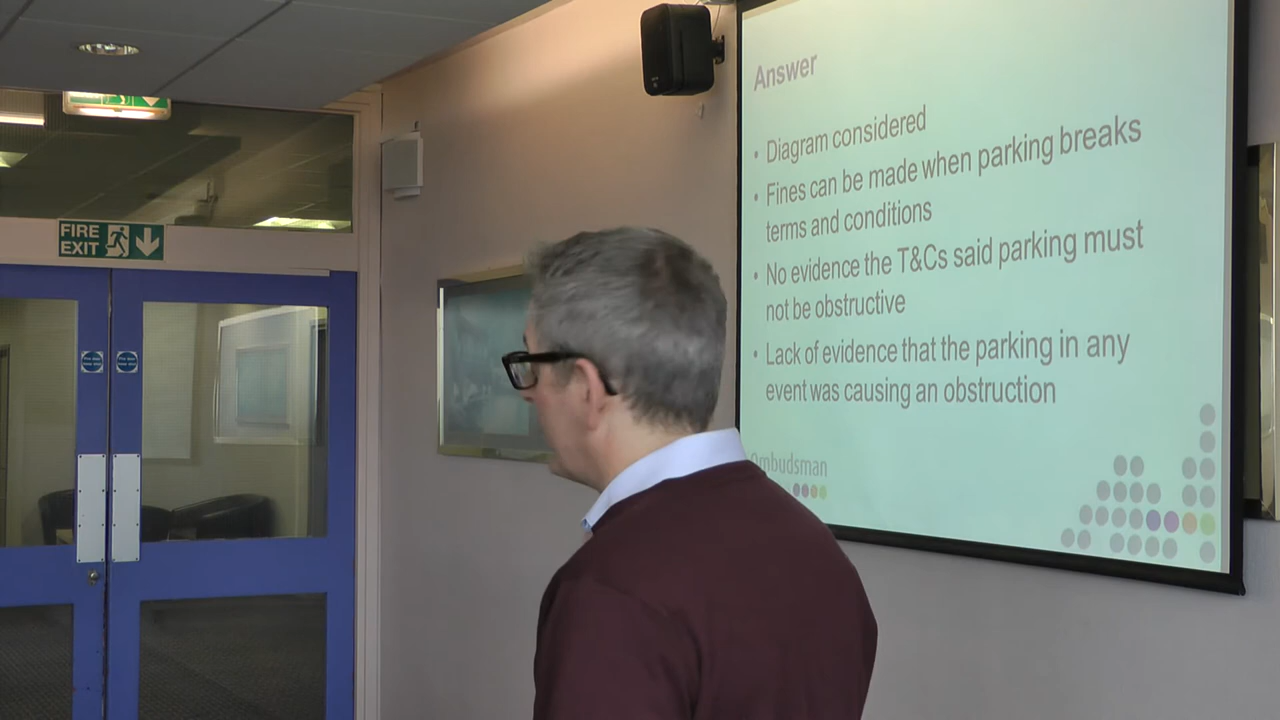 FIRE
EXIT
Answer
• Diagram considered
• Fines can be made when parking breaks
terms and conditions
• No evidence the T&Cs said parking must
not be obstructive
• Lack of evidence that the parking in any
event was causing an obstruction
Ombudsman